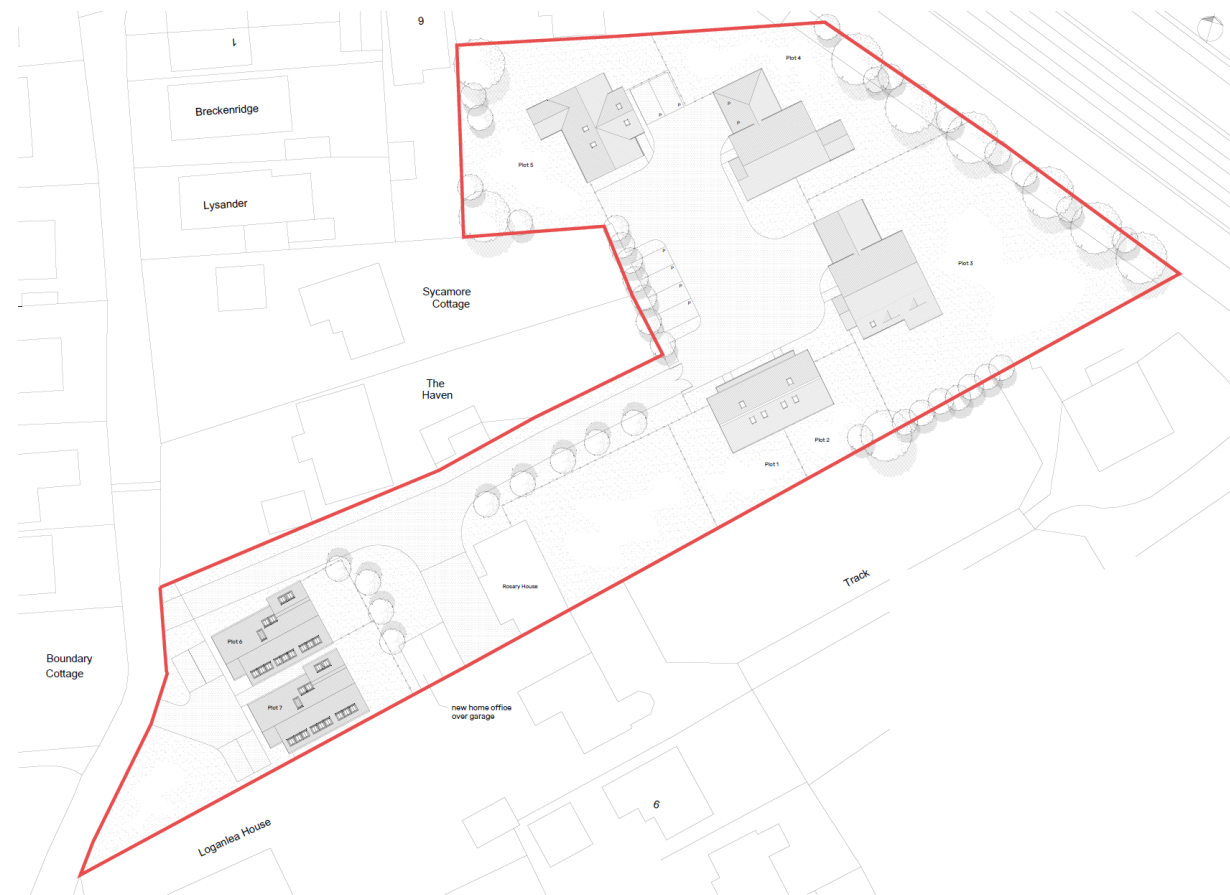 9
1
Breckenridge
Lysander
Sycamore
Cottage
The
Haven
Plot 4
P
P
P
P
Plot 5
Plot 3
P
P
P
P
Plot 2
Plot 1
Rosary House
Track
Plot 6
Plot 7
Boundary
Cottage
new home office
over garage
Loganlea House
6